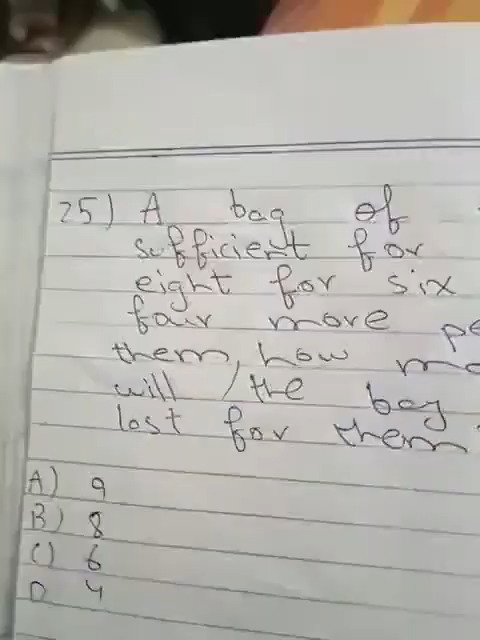 25) A bag of
sufficient for
eight for six
four more
them, how
will the bag
last for them
A) 9
B) 8
C) 6
D 4